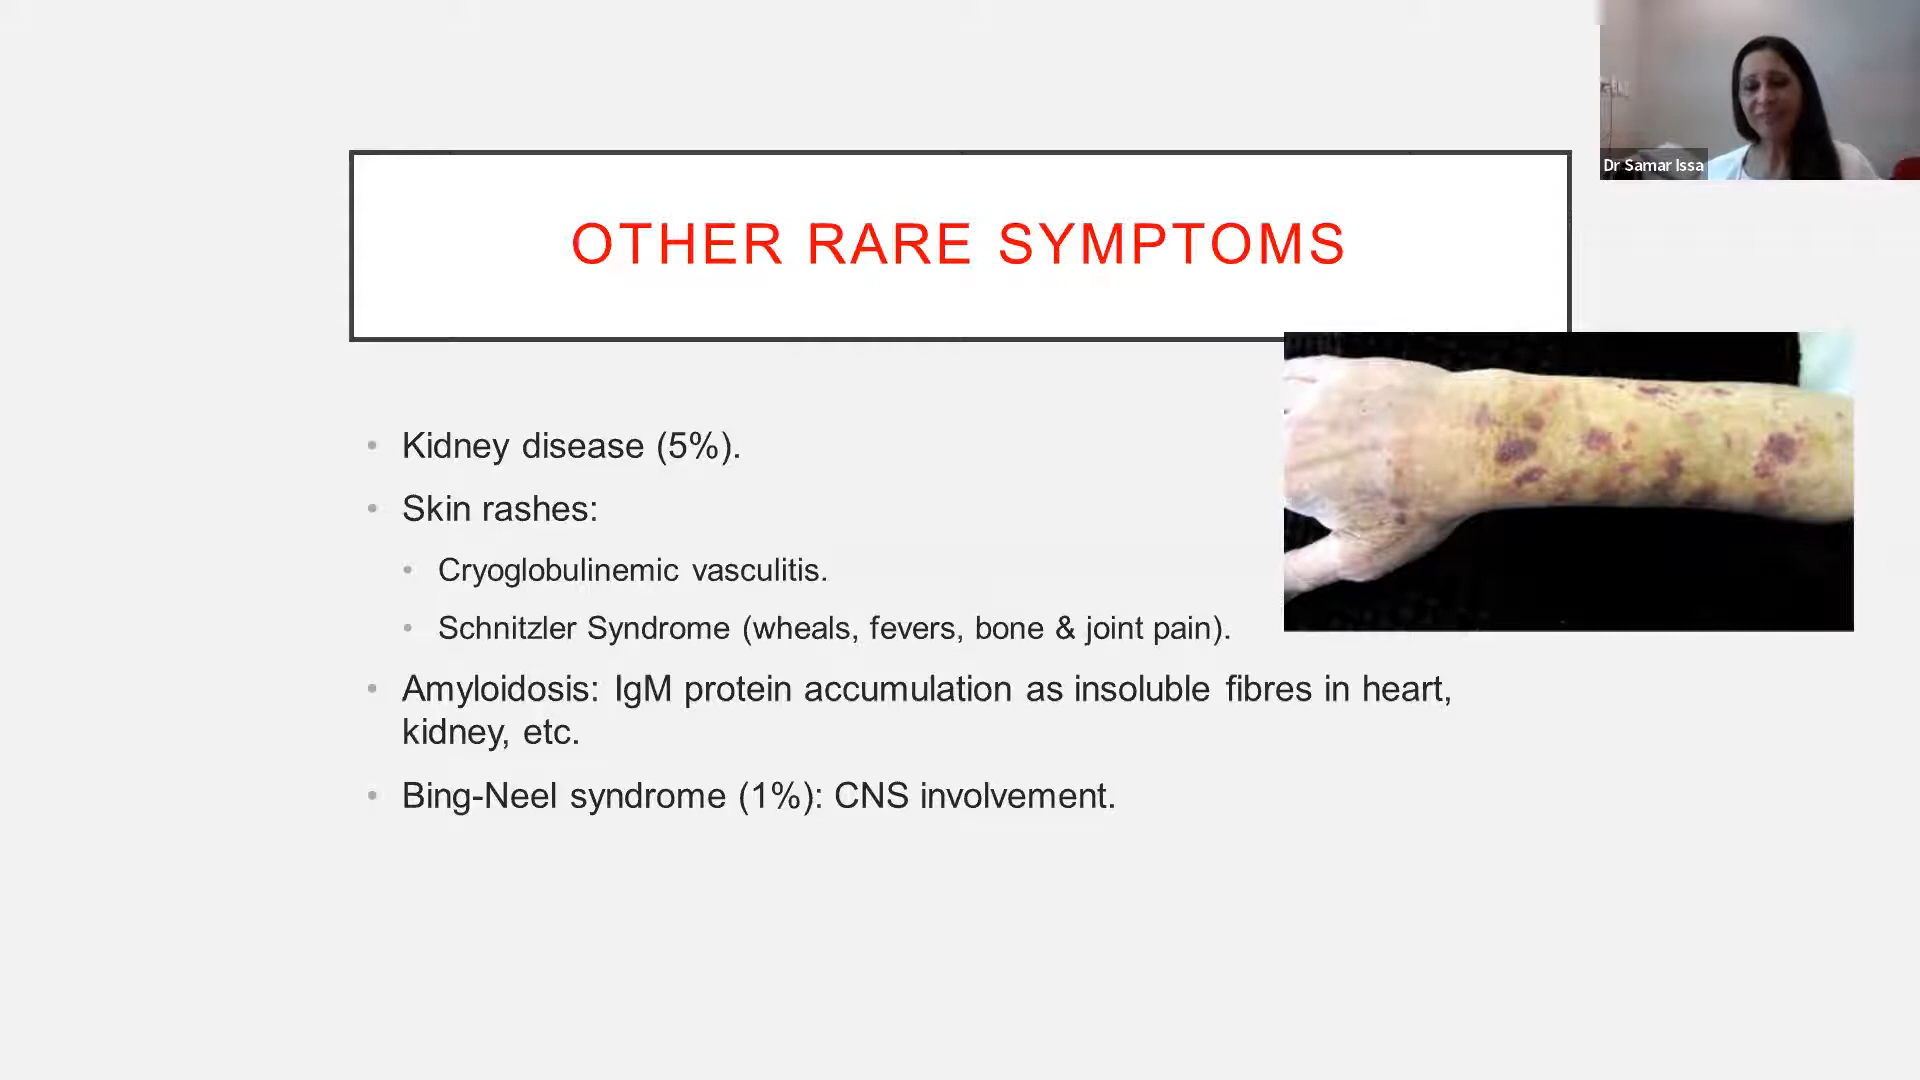 Dr Samar Issa
OTHER RARE SYMPTOMS
• Kidney disease (5%).
• Skin rashes:
• Cryoglobulinemic vasculitis.
• Schnitzler Syndrome (wheals, fevers, bone & joint pain).
• Amyloidosis: IgM protein accumulation as insoluble fibres in heart,
kidney, etc.
• Bing-Neel syndrome (1%): CNS involvement.